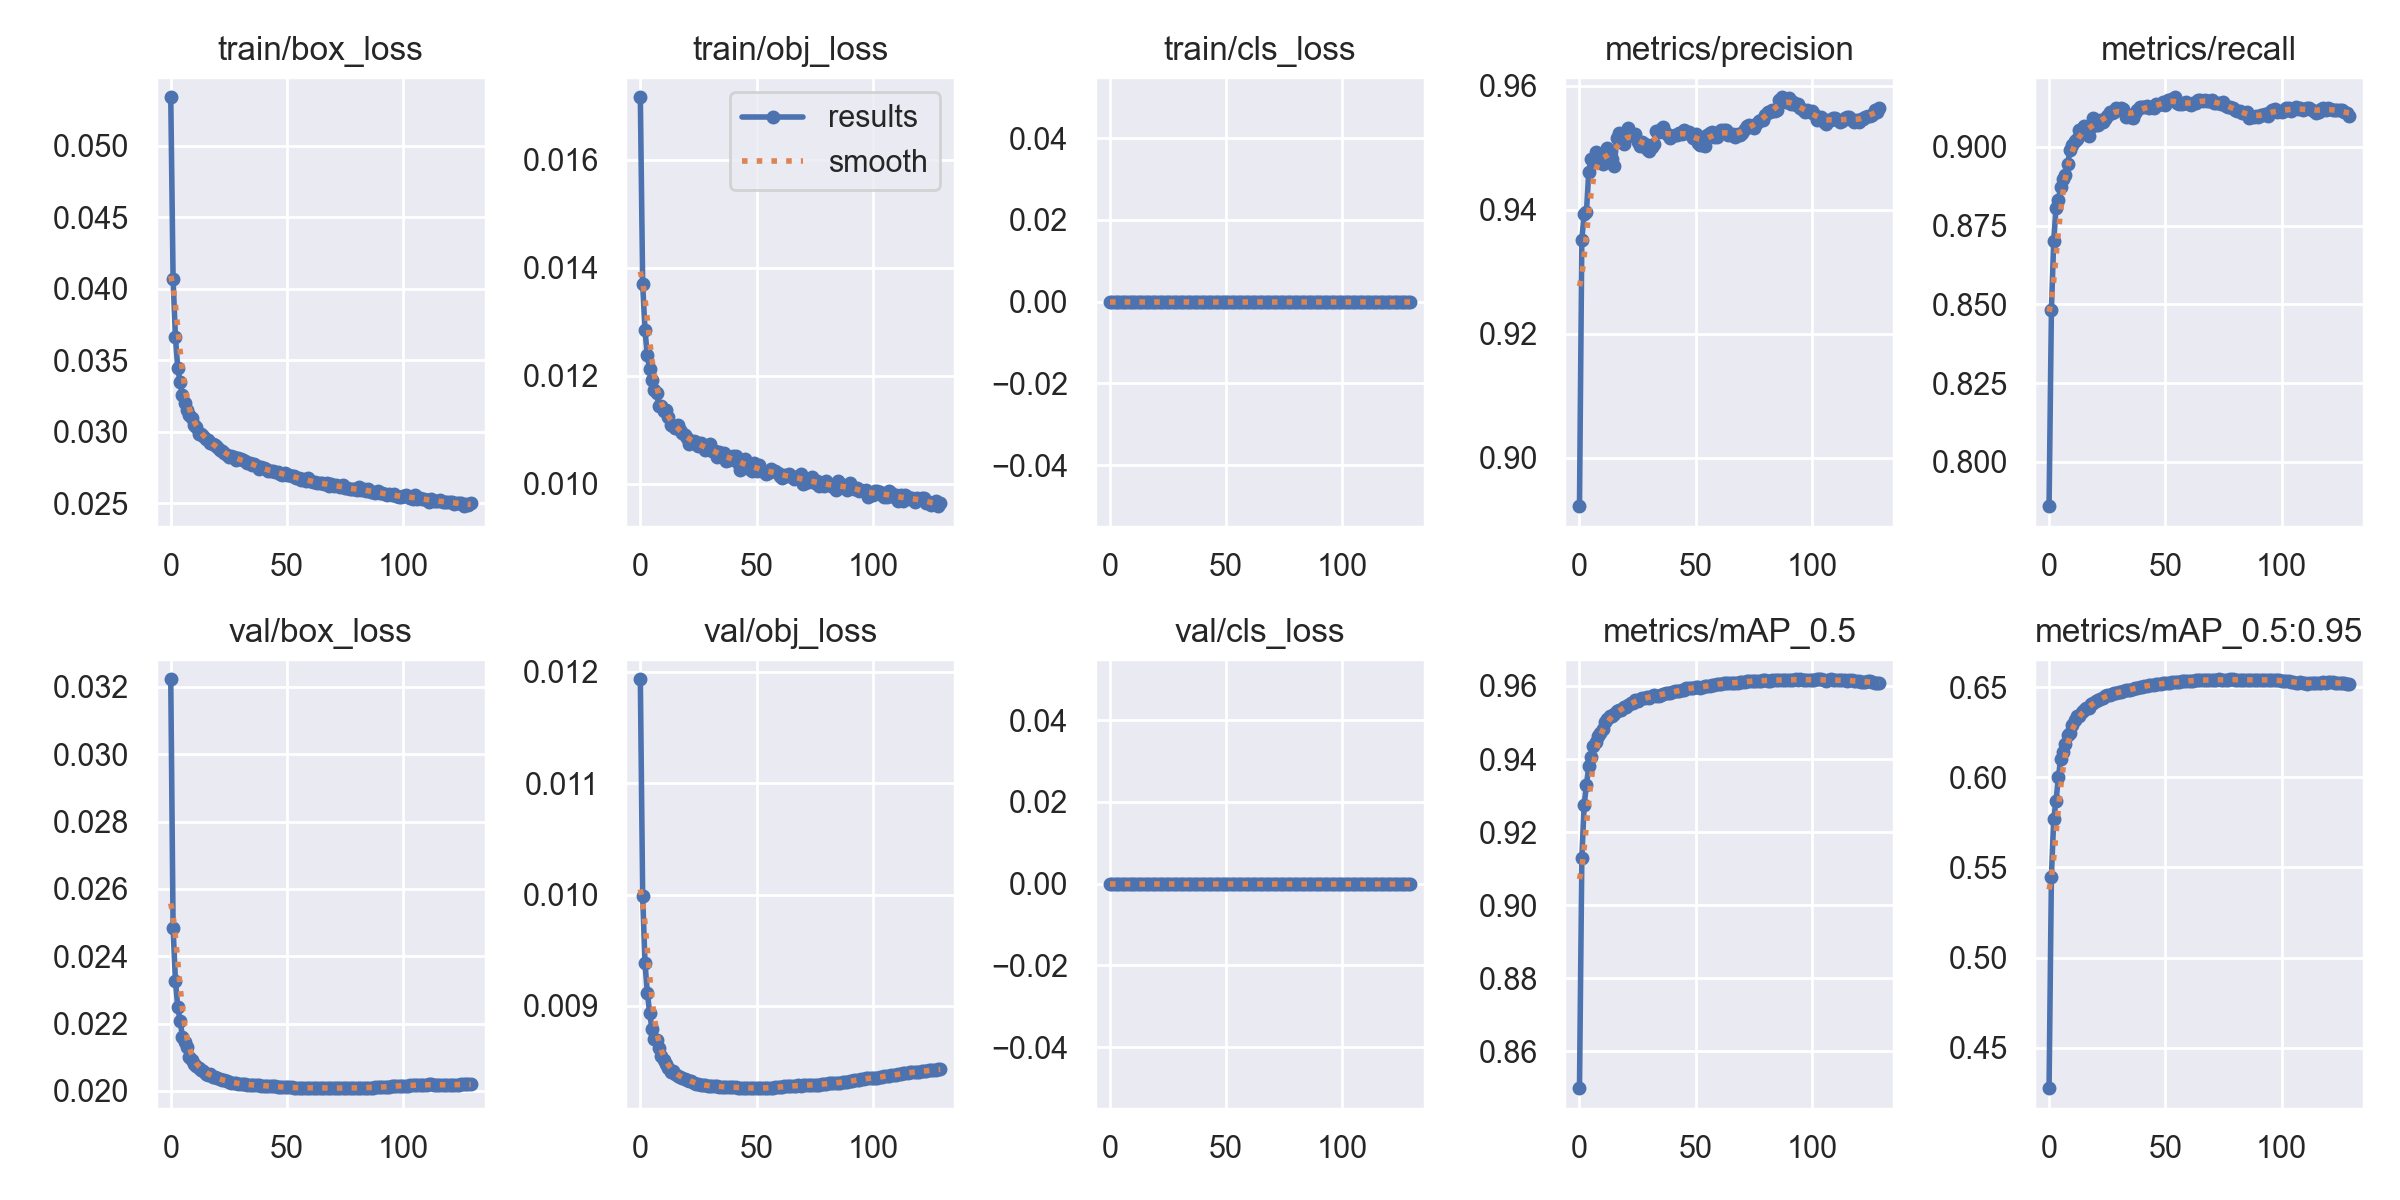 train/box_loss
0.050
0.045
0.040
0.035
0.030
0.025
0 50 100
train/obj_loss
results
smooth
0.016
0.014
0.012
0.010
0 50 100
train/cls_loss
0.04
0.02
0.00
−0.02
−0.04
0 50 100
metrics/precision
0.96
0.94
0.92
0.90
0 50 100
metrics/recall
0.900
0.875
0.850
0.825
0.800
0 50 100
val/box_loss
0.032
0.030
0.028
0.026
0.024
0.022
0.020
0 50 100
val/obj_loss
0.012
0.011
0.010
0.009
0 50 100
val/cls_loss
0.04
0.02
0.00
−0.02
−0.04
0 50 100
metrics/mAP_0.5
0.96
0.94
0.92
0.90
0.88
0.86
0 50 100
metrics/mAP_0.5:0.95
0.65
0.60
0.55
0.50
0.45
0 50 100